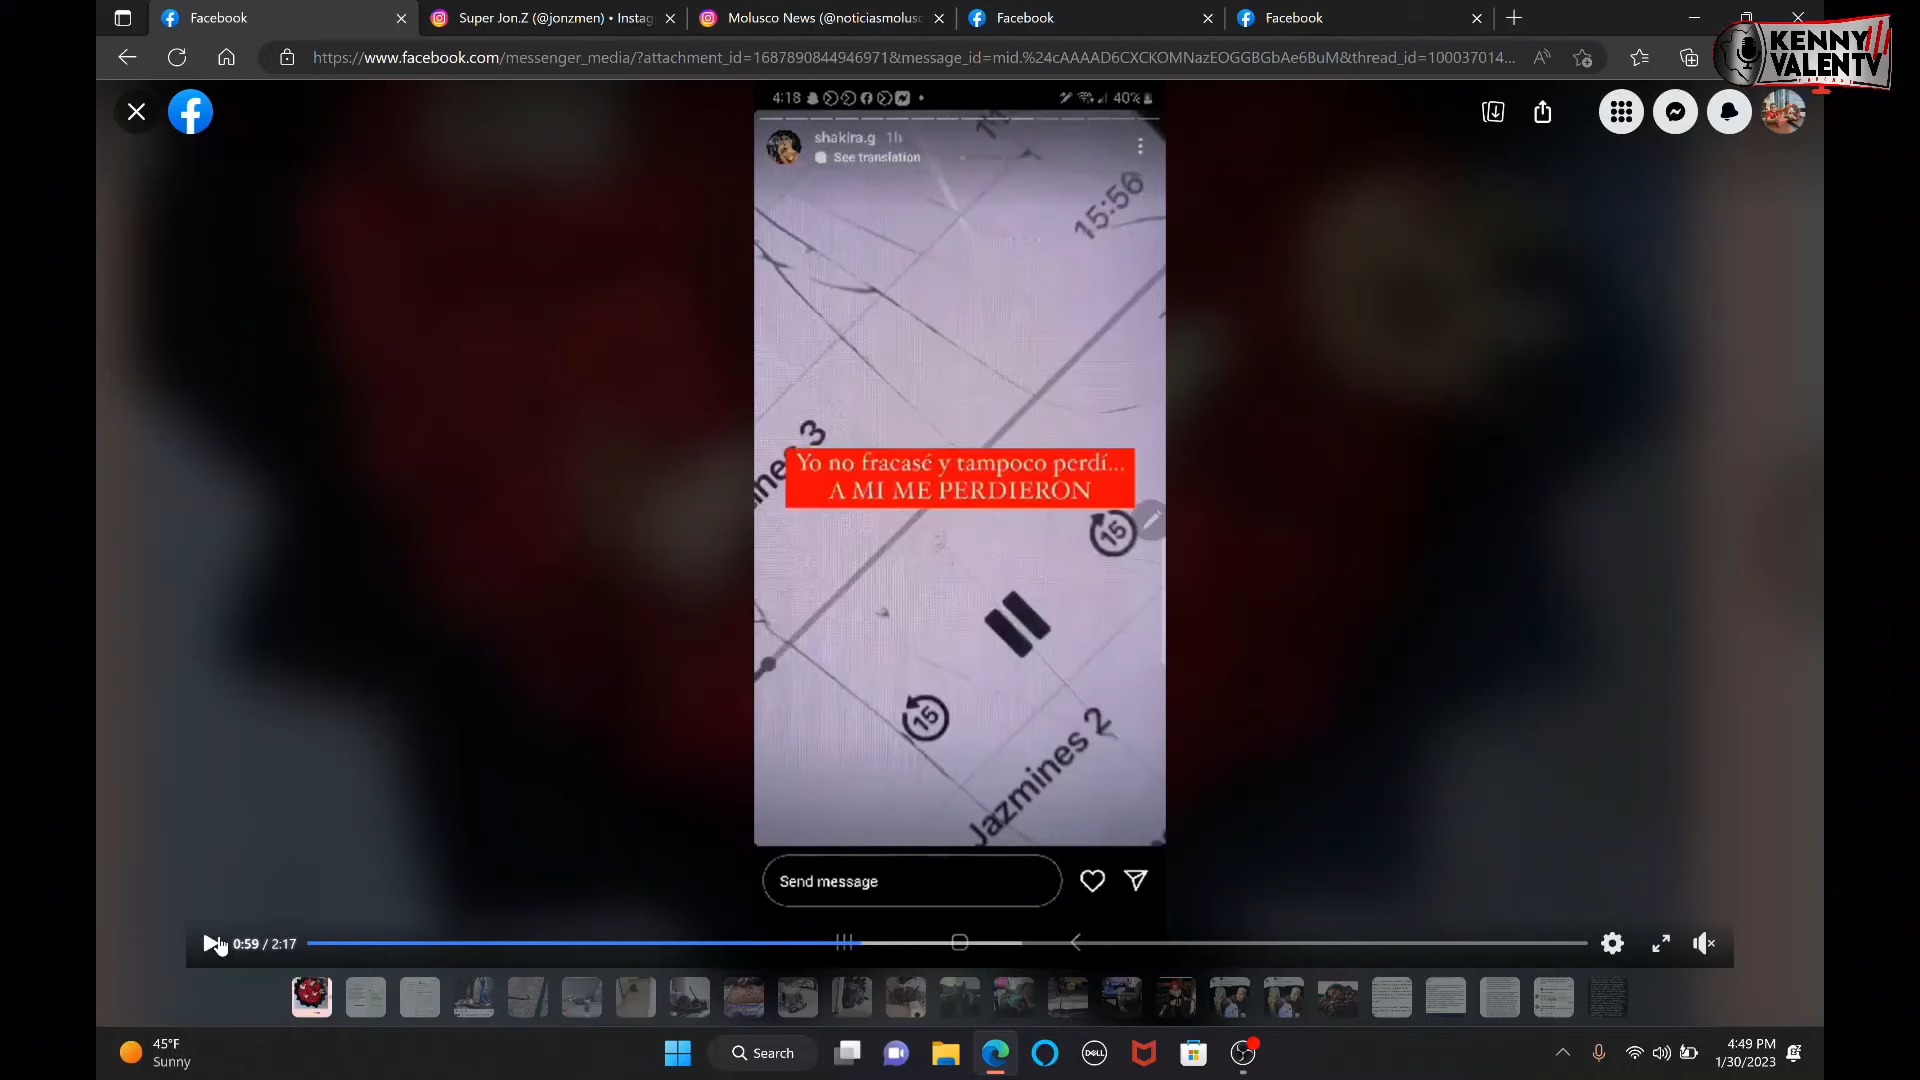 Facebook
Super Jon.Z (@jonzmen) • Instag
Molusco News (@noticiasmolusc
Facebook
Facebook
https://www.facebook.com/messenger_media/?attachment_id=1687890844946971&message_id=mid.%24cAAAAD6CXCKOMNazEOGGBGbAe6BuM&thread_id=100037014...
KENNY
VALENTV
PODCAST
4:18
40%
shakira.g 1h
See translation
15:56
3
Yo no fracasé y tampoco perdí...
A MI ME PERDIERON
15
15
Jazmines 2
Send message
0:59 / 2:17
45°F
Sunny
Search
DELL
4:49 PM
1/30/2023